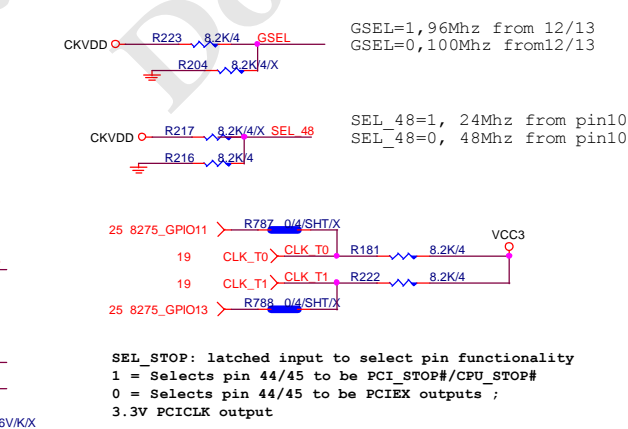 R223 8.2K/4 GSEL
CKVDD
R204 8.2K/4/X
GSEL=1,96Mhz from 12/13
GSEL=0,100Mhz from12/13
CKVDD R217 8.2K/4/X SEL_48
R216 8.2K/4
SEL_48=1, 24Mhz from pin10
SEL_48=0, 48Mhz from pin10
25 8275_GPIO11 R787 0/4/SHT/X
VCC3
19 CLK_T0 CLK_T0 R181 8.2K/4
19 CLK_T1 CLK_T1 R222 8.2K/4
25 8275_GPIO13 R788 0/4/SHT/X
SEL_STOP: latched input to select pin functionality
1 = Selects pin 44/45 to be PCI_STOP#/CPU_STOP#
0 = Selects pin 44/45 to be PCIEX outputs ;
3.3V PCICLK output
6V/K/X